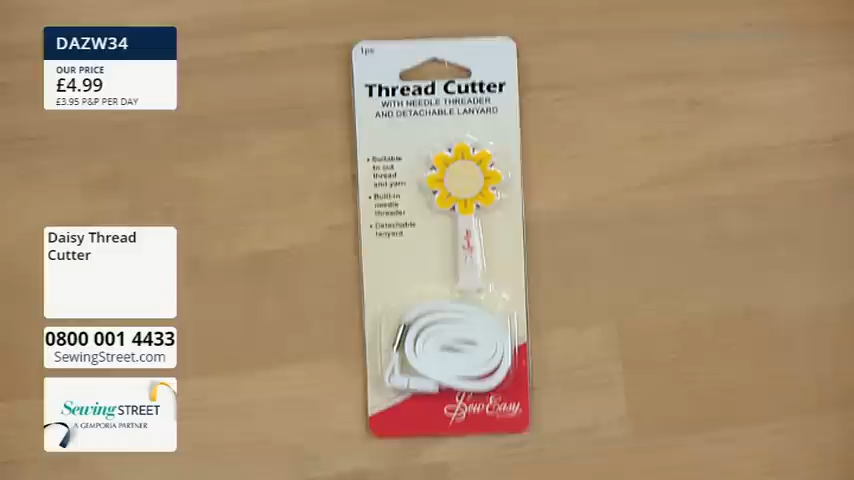 DAZW34
OUR PRICE
£4.99
£3.95 P&P PER DAY
Daisy Thread
Cutter
0800 001 4433
SewingStreet.com
Sewing STREET
A GEMPORIA PARTNER
1pc
Thread Cutter
WITH NEEDLE THREADER
AND DETACHABLE LANYARD
• Suitable
to cut
thread
and yarn
• Built-in
needle
threader
• Detachable
lanyard
Sew Easy